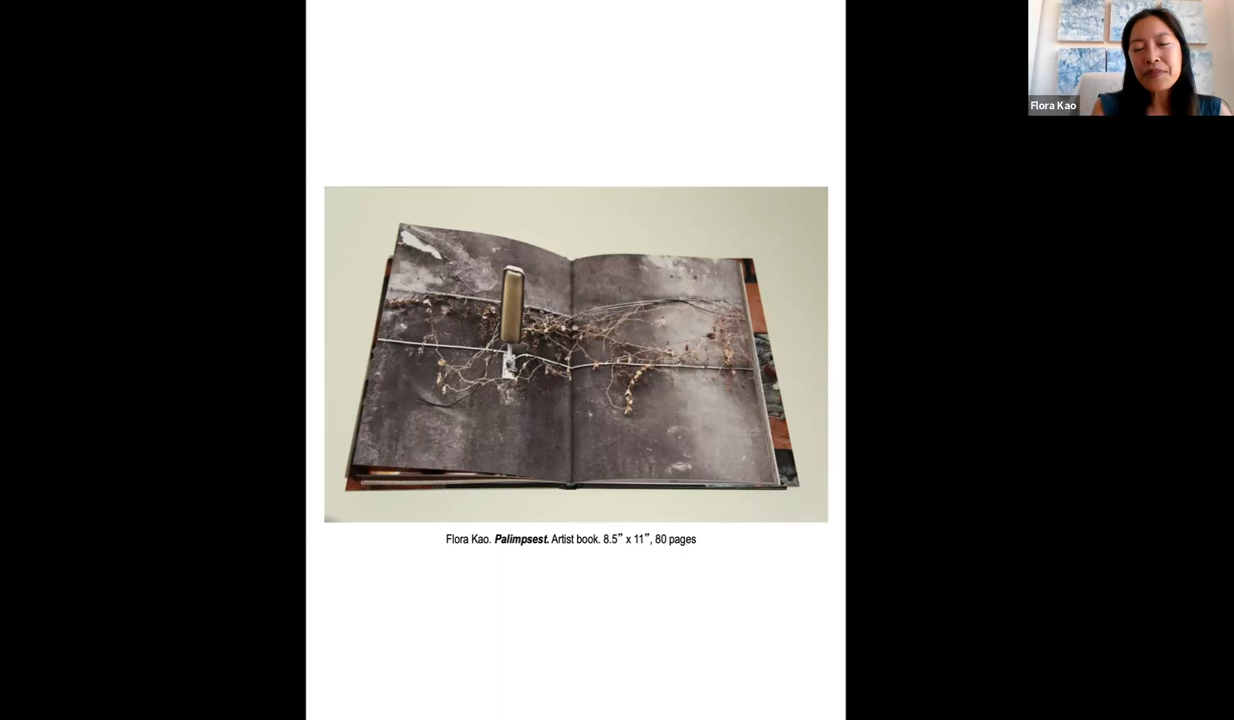 Flora Kao
Flora Kao. Palimpsest. Artist book. 8.5” x 11”, 80 pages